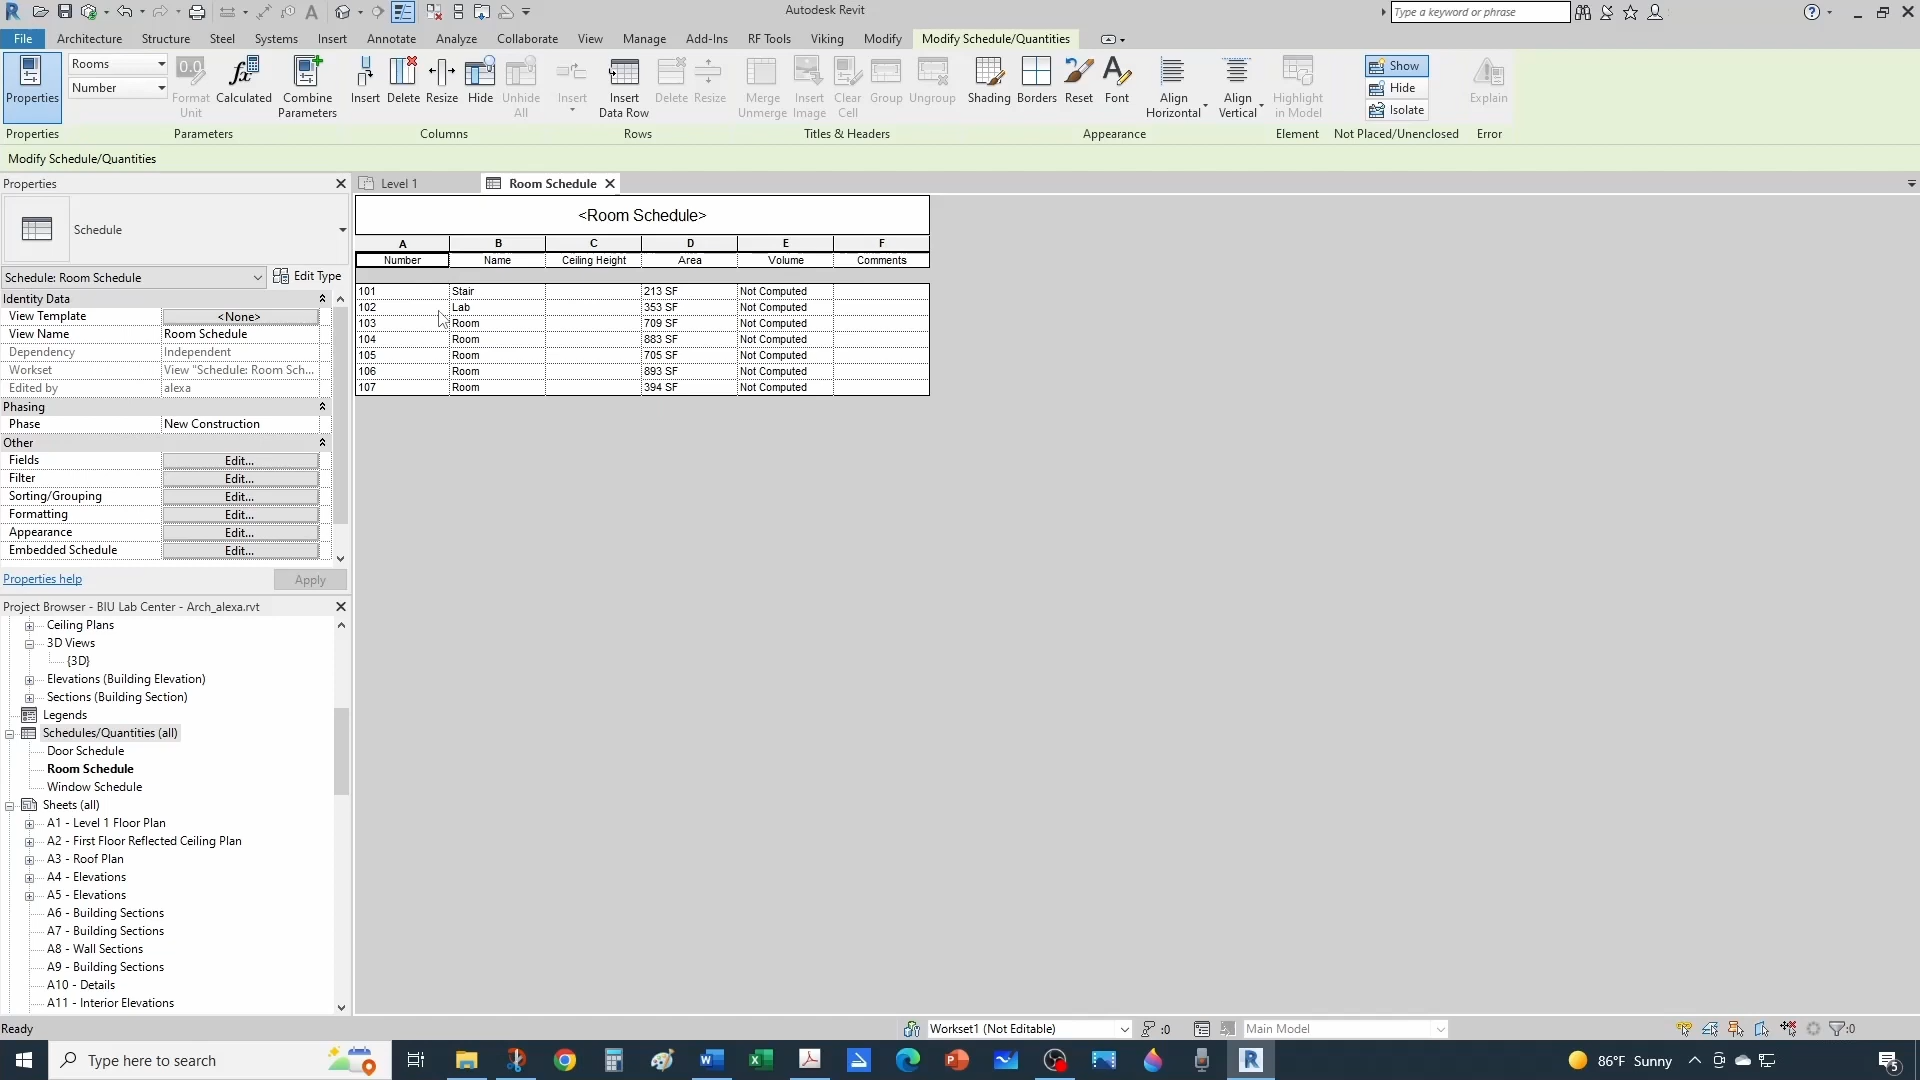 Autodesk Revit
Type a keyword or phrase
File Architecture Structure Steel Systems Insert Annotate Analyze Collaborate View Manage Add-Ins RF Tools Viking Modify Modify Schedule/Quantities
Rooms
Number
Properties
Format Unit
Calculated
Combine Parameters
Insert
Delete
Resize
Hide
Unhide All
Insert
Insert Data Row
Delete
Resize
Merge Unmerge
Insert Image
Clear Cell
Group
Ungroup
Shading
Borders
Reset
Font
Align Horizontal
Align Vertical
Highlight in Model
Show
Hide
Isolate
Explain
Properties Parameters Columns Rows Titles & Headers Appearance Element Not Placed/Unenclosed Error
Modify Schedule/Quantities
Properties
Schedule
Schedule: Room Schedule
Edit Type
Identity Data
View Template <None>
View Name Room Schedule
Dependency Independent
Workset View "Schedule: Room Sch...
Edited by alexa
Phasing
Phase New Construction
Other
Fields Edit...
Filter Edit...
Sorting/Grouping Edit...
Formatting Edit...
Appearance Edit...
Embedded Schedule Edit...
Properties help
Apply
Project Browser - BIU Lab Center - Arch_alexa.rvt
Ceiling Plans
3D Views
{3D}
Elevations (Building Elevation)
Sections (Building Section)
Legends
Schedules/Quantities (all)
Door Schedule
Room Schedule
Window Schedule
Sheets (all)
A1 - Level 1 Floor Plan
A2 - First Floor Reflected Ceiling Plan
A3 - Roof Plan
A4 - Elevations
A5 - Elevations
A6 - Building Sections
A7 - Building Sections
A8 - Wall Sections
A9 - Building Sections
A10 - Details
A11 - Interior Elevations
Level 1
Room Schedule
<Room Schedule>
A B C D E F
Number Name Ceiling Height Area Volume Comments
101 Stair 213 SF Not Computed
102 Lab 353 SF Not Computed
103 Room 709 SF Not Computed
104 Room 883 SF Not Computed
105 Room 705 SF Not Computed
106 Room 893 SF Not Computed
107 Room 394 SF Not Computed
Ready
Workset1 (Not Editable)
:0
Main Model
:0
Type here to search
86°F Sunny
5